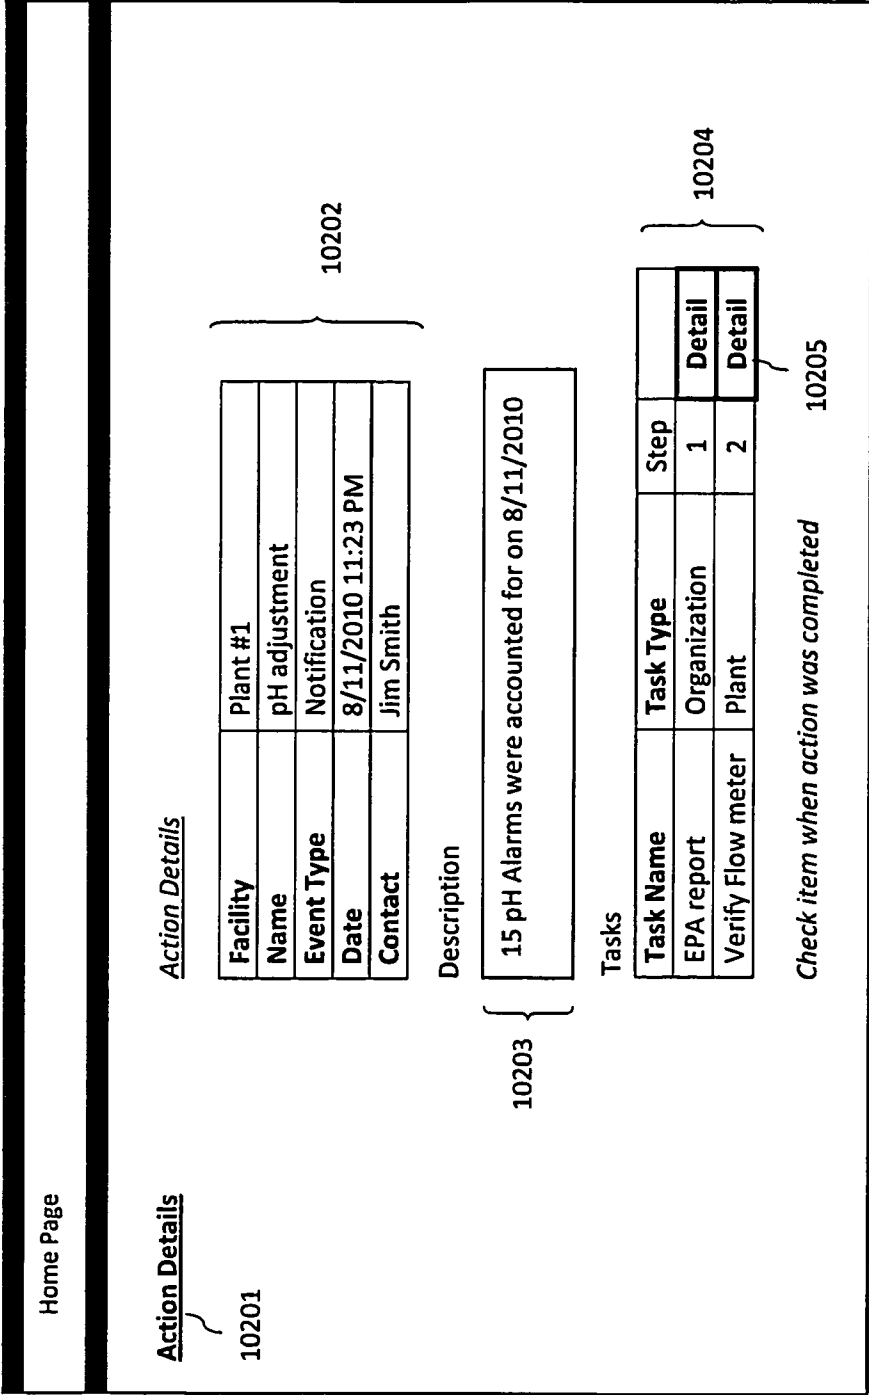 Home Page
Action Details
10201
Action Details
Facility Plant #1
Name pH adjustment
Event Type Notification
Date 8/11/2010 11:23 PM
Contact Jim Smith
10202
Description
15 pH Alarms were accounted for on 8/11/2010
10203
Tasks
Task Name Task Type Step
EPA report Organization 1 Detail
Verify Flow meter Plant 2 Detail
10204
10205
Check item when action was completed